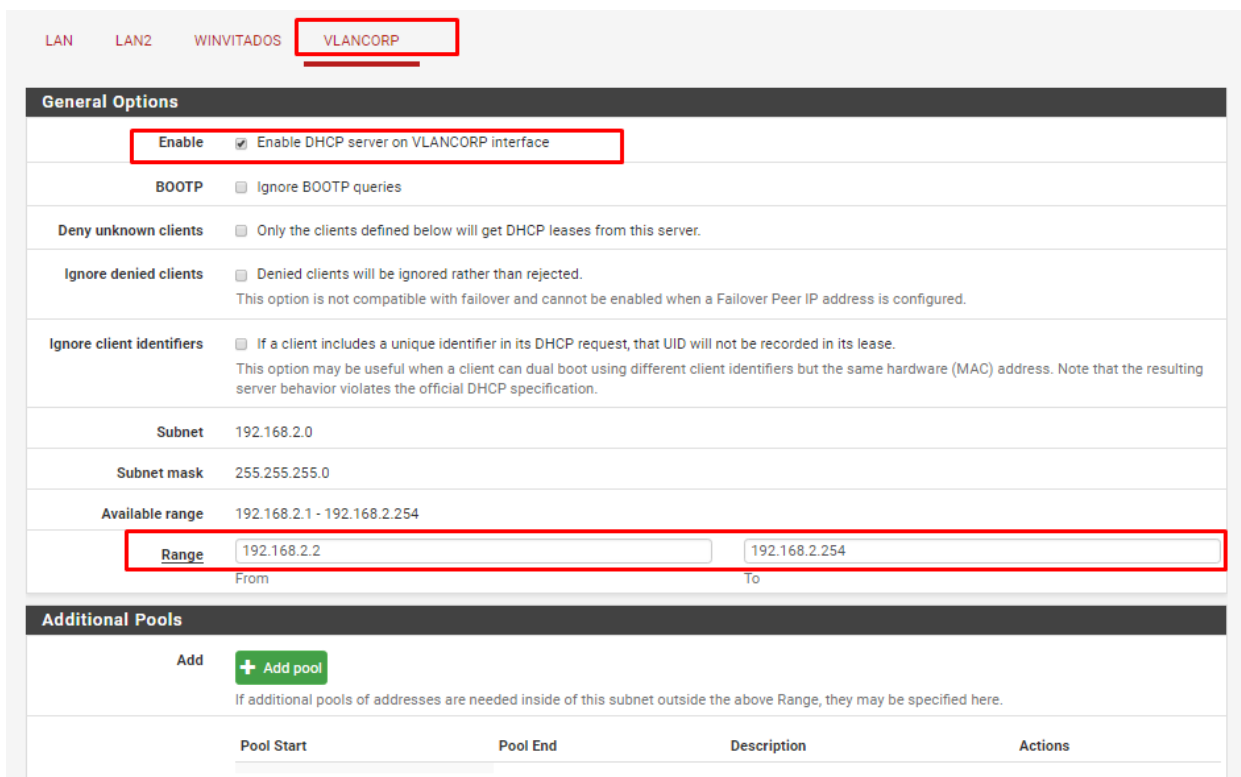 LAN LAN2 WINVITADOS VLANCORP
General Options
Enable Enable DHCP server on VLANCORP interface
BOOTP Ignore BOOTP queries
Deny unknown clients Only the clients defined below will get DHCP leases from this server.
Ignore denied clients Denied clients will be ignored rather than rejected.
This option is not compatible with failover and cannot be enabled when a Failover Peer IP address is configured.
Ignore client identifiers If a client includes a unique identifier in its DHCP request, that UID will not be recorded in its lease.
This option may be useful when a client can dual boot using different client identifiers but the same hardware (MAC) address. Note that the resulting
server behavior violates the official DHCP specification.
Subnet 192.168.2.0
Subnet mask 255.255.255.0
Available range 192.168.2.1 - 192.168.2.254
Range 192.168.2.2 192.168.2.254
From To
Additional Pools
Add + Add pool
If additional pools of addresses are needed inside of this subnet outside the above Range, they may be specified here.
Pool Start Pool End Description Actions